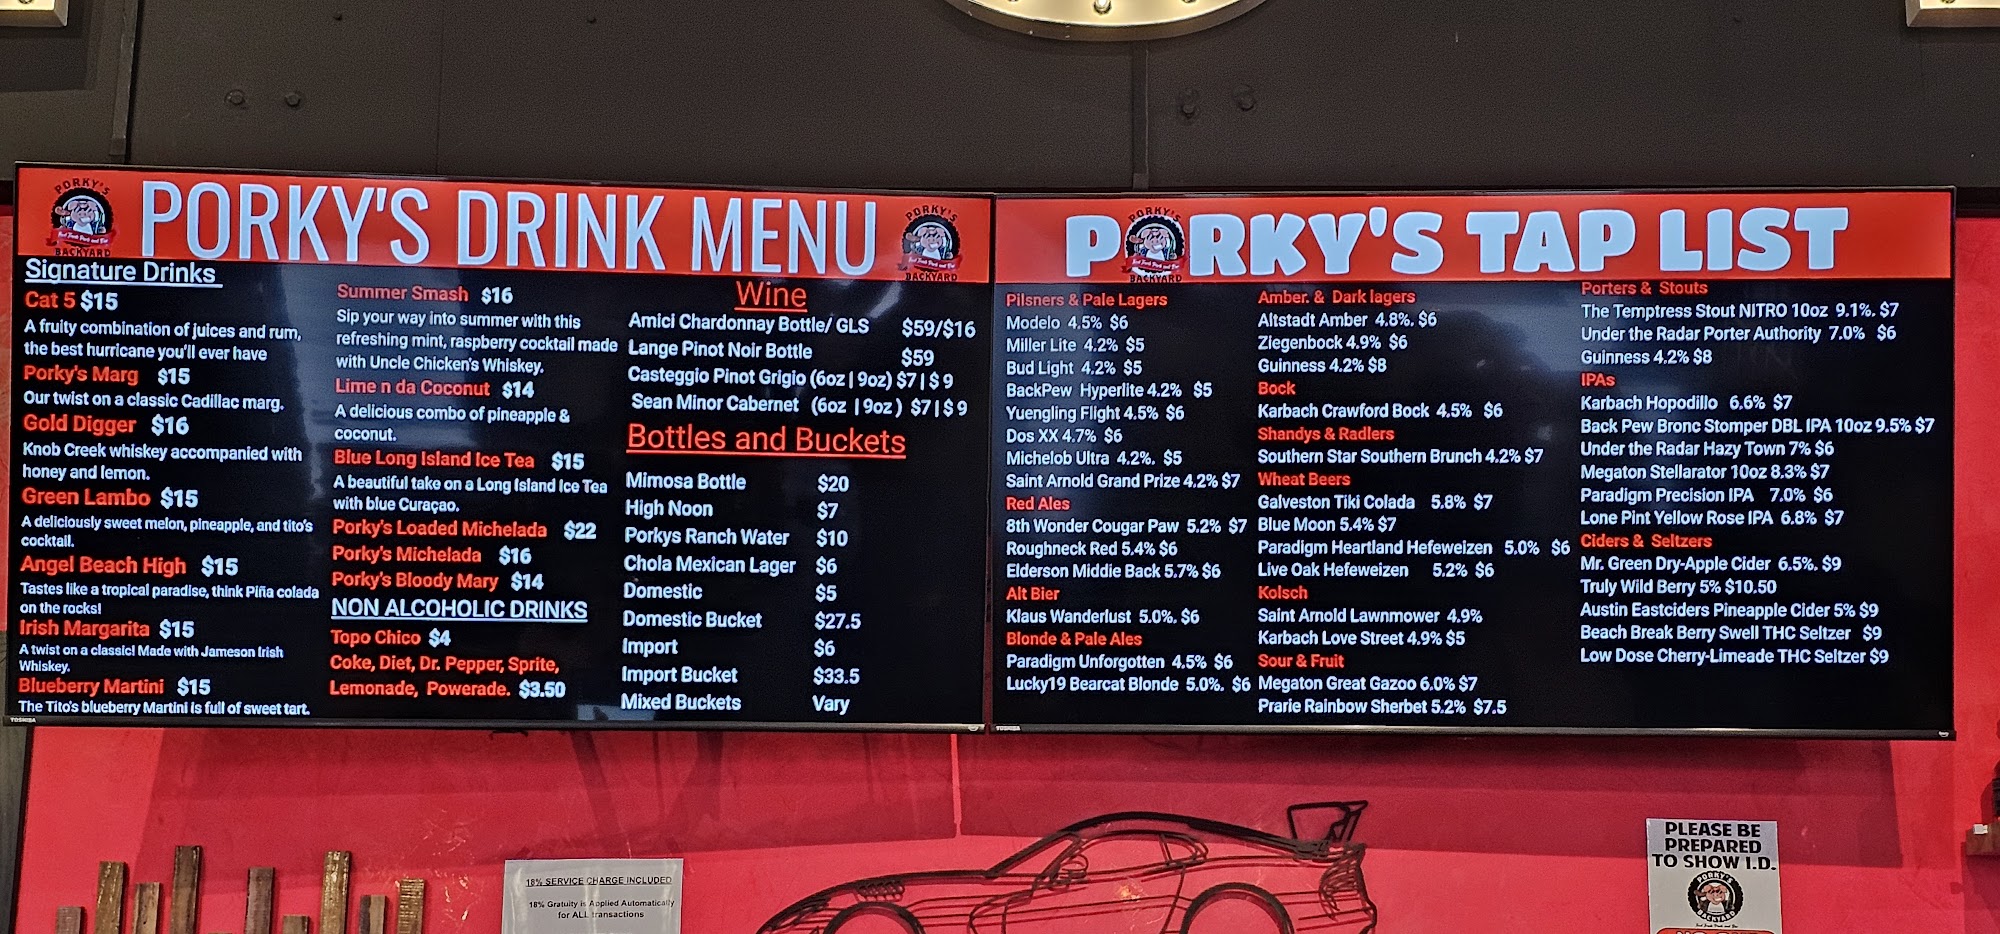 PORKY'S
BACKYARD
PORKY'S DRINK MENU
PORKY'S
BACKYARD
Signature Drinks
Cat 5 $15
A fruity combination of juices and rum,
the best hurricane you'll ever have
Porky's Marg $15
Our twist on a classic Cadillac marg.
Gold Digger $16
Knob Creek whiskey accompanied with
honey and lemon.
Green Lambo $15
A deliciously sweet melon, pineapple, and tito's
cocktail.
Angel Beach High $15
Tastes like a tropical paradise, think Piña colada
on the rocks!
Irish Margarita $15
A twist on a classic! Made with Jameson Irish
Whiskey.
Blueberry Martini $15
The Tito's blueberry Martini is full of sweet tart.
Summer Smash $16
Sip your way into summer with this
refreshing mint, raspberry cocktail made
with Uncle Chicken's Whiskey.
Lime n da Coconut $14
A delicious combo of pineapple &
coconut.
Blue Long Island Ice Tea $15
A beautiful take on a Long Island Ice Tea
with blue Curaçao.
Porky's Loaded Michelada $22
Porky's Michelada $16
Porky's Bloody Mary $14
NON ALCOHOLIC DRINKS
Topo Chico $4
Coke, Diet, Dr. Pepper, Sprite,
Lemonade, Powerade. $3.50
Wine
Amici Chardonnay Bottle/ GLS $59/$16
Lange Pinot Noir Bottle $59
Casteggio Pinot Grigio (6oz | 9oz) $7 | $ 9
Sean Minor Cabernet (6oz | 9oz) $7 | $ 9
Bottles and Buckets
Mimosa Bottle $20
High Noon $7
Porkys Ranch Water $10
Chola Mexican Lager $6
Domestic $5
Domestic Bucket $27.5
Import $6
Import Bucket $33.5
Mixed Buckets Vary
TOSHIBA
PORKY'S TAP LIST
PORKY'S
BACKYARD
Pilsners & Pale Lagers
Modelo 4.5% $6
Miller Lite 4.2% $5
Bud Light 4.2% $5
BackPew Hyperlite 4.2% $5
Yuengling Flight 4.5% $6
Dos XX 4.7% $6
Michelob Ultra 4.2%. $5
Saint Arnold Grand Prize 4.2% $7
Red Ales
8th Wonder Cougar Paw 5.2% $7
Roughneck Red 5.4% $6
Elderson Middie Back 5.7% $6
Alt Bier
Klaus Wanderlust 5.0%. $6
Blonde & Pale Ales
Paradigm Unforgotten 4.5% $6
Lucky19 Bearcat Blonde 5.0%. $6
Amber. & Dark lagers
Altstadt Amber 4.8%. $6
Ziegenbock 4.9% $6
Guinness 4.2% $8
Bock
Karbach Crawford Bock 4.5% $6
Shandys & Radlers
Southern Star Southern Brunch 4.2% $7
Wheat Beers
Galveston Tiki Colada 5.8% $7
Blue Moon 5.4% $7
Paradigm Heartland Hefeweizen 5.0% $6
Live Oak Hefeweizen 5.2% $6
Kolsch
Saint Arnold Lawnmower 4.9%
Karbach Love Street 4.9% $5
Sour & Fruit
Megaton Great Gazoo 6.0% $7
Prarie Rainbow Sherbet 5.2% $7.5
Porters & Stouts
The Temptress Stout NITRO 10oz 9.1%. $7
Under the Radar Porter Authority 7.0% $6
Guinness 4.2% $8
IPAs
Karbach Hopodillo 6.6% $7
Back Pew Bronc Stomper DBL IPA 10oz 9.5% $7
Under the Radar Hazy Town 7% $6
Megaton Stellarator 10oz 8.3% $7
Paradigm Precision IPA 7.0% $6
Lone Pint Yellow Rose IPA 6.8% $7
Ciders & Seltzers
Mr. Green Dry-Apple Cider 6.5%. $9
Truly Wild Berry 5% $10.50
Austin Eastciders Pineapple Cider 5% $9
Beach Break Berry Swell THC Seltzer $9
Low Dose Cherry-Limeade THC Seltzer $9
TOSHIBA
18% SERVICE CHARGE INCLUDED
18% Gratuity is Applied Automatically
for ALL transactions
PLEASE BE
PREPARED
TO SHOW I.D.
PORKY'S
BACKYARD